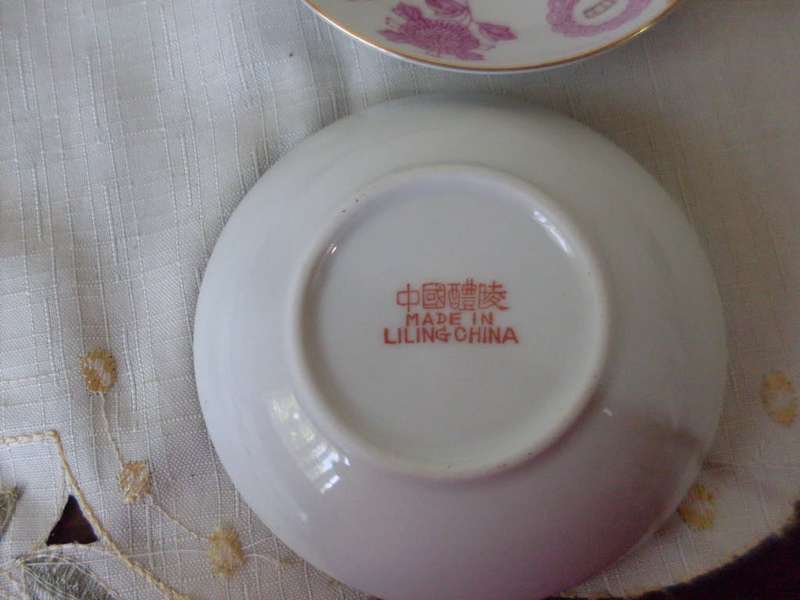 中國醴陵
MADE IN
LILING CHINA